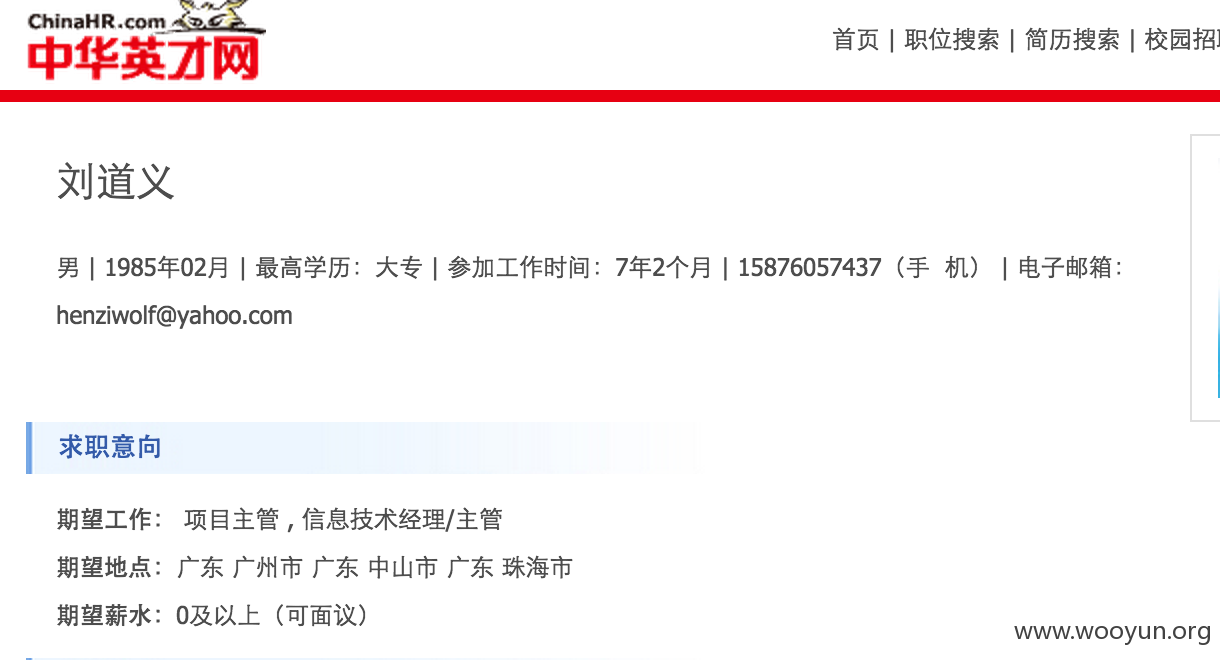 ChinaHR.com
中华英才网
首页 | 职位搜索 | 简历搜索 | 校园招
刘道义
男 | 1985年02月 | 最高学历：大专 | 参加工作时间：7年2个月 | 15876057437（手 机） | 电子邮箱：
henziwolf@yahoo.com
求职意向
期望工作： 项目主管 , 信息技术经理/主管
期望地点：广东 广州市 广东 中山市 广东 珠海市
期望薪水：0及以上（可面议）
www.wooyun.org